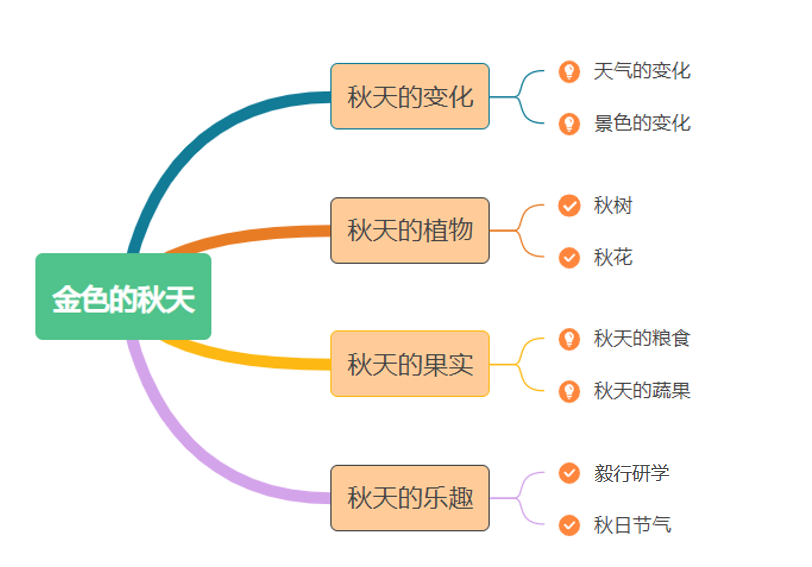 金色的秋天
秋天的变化
天气的变化
景色的变化
秋天的植物
秋树
秋花
秋天的果实
秋天的粮食
秋天的蔬果
秋天的乐趣
毅行研学
秋日节气